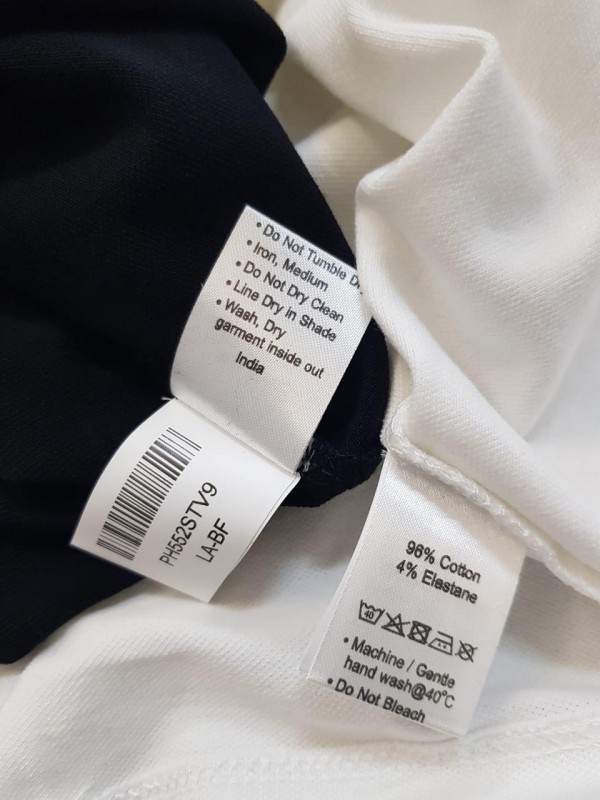 • Do Not Tumble
• Iron, Medium
• Do Not Dry Clean
• Line Dry in Shade
• Wash, Dry
garment inside out
India
PH552STV9
LA-BF
96% Cotton
4% Elastane
40
• Machine / Gentle
hand wash@40°C
• Do Not Bleach